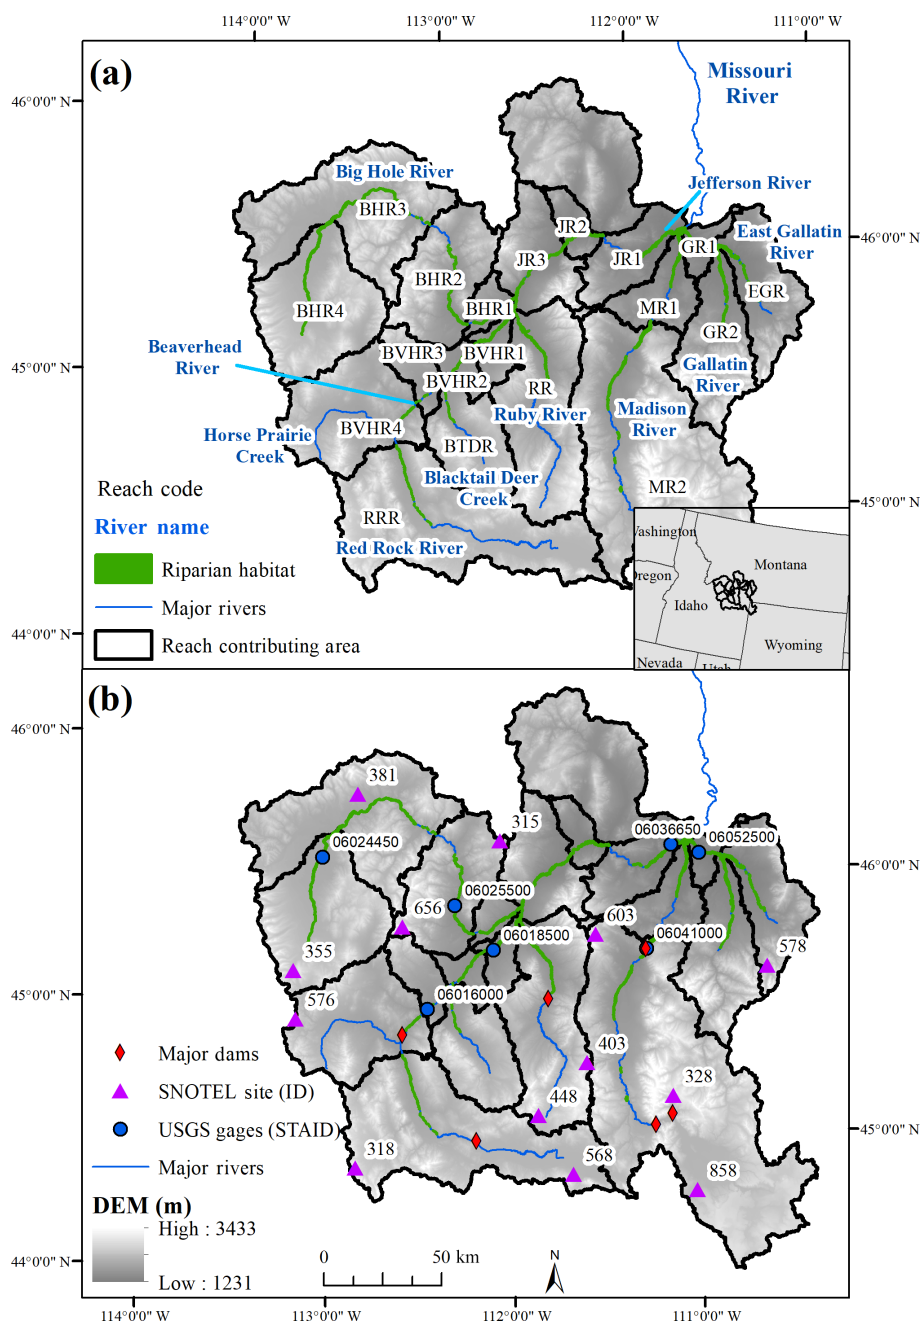 114°0'0" W
113°0'0" W
112°0'0" W
111°0'0" W
(a)
Missouri
River
46°0'0" N
46°0'0" N
45°0'0" N
45°0'0" N
44°0'0" N
Big Hole River
Jefferson River
East Gallatin
River
BHR3
JR2
GR1
JR3
JR1
BHR2
EGR
BHR4
BHR1
MR1
GR2
Beaverhead
River
BVHR3
BVHR1
Gallatin
River
BVHR2
RR
Ruby River
Madison
River
Horse Prairie
Creek
BVHR4
BTDR
Blacktail Deer
Creek
MR2
RRR
Red Rock River
Reach code
River name
Riparian habitat
Major rivers
Reach contributing area
Washington
Montana
Oregon
Idaho
Wyoming
Nevada
Utah
(b)
46°0'0" N
46°0'0" N
45°0'0" N
45°0'0" N
44°0'0" N
381
315
06036650
06052500
06024450
06025500
656
603
06018500
06041000
578
355
576
06016000
403
328
448
318
568
858
Major dams
SNOTEL site (ID)
USGS gages (STAID)
Major rivers
DEM (m)
High : 3433
Low : 1231
0
50 km
N
114°0'0" W
113°0'0" W
112°0'0" W
111°0'0" W